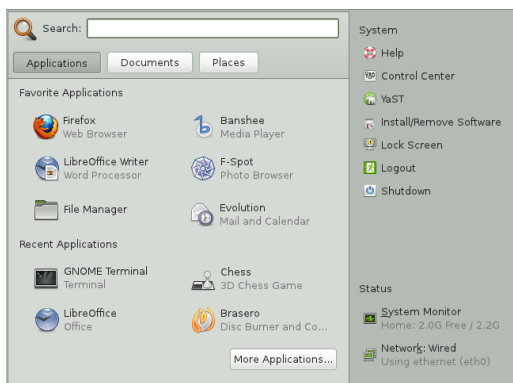 Search:
Applications
Documents
Places
Favorite Applications
Firefox
Web Browser
Banshee
Media Player
LibreOffice Writer
Word Processor
F-Spot
Photo Browser
File Manager
Evolution
Mail and Calendar
Recent Applications
GNOME Terminal
Terminal
Chess
3D Chess Game
LibreOffice
Office
Brasero
Disc Burner and Co...
More Applications...
System
Help
Control Center
YaST
Install/Remove Software
Lock Screen
Logout
Shutdown
Status
System Monitor
Home: 2.0G Free / 2.2G
Network: Wired
Using ethernet (eth0)